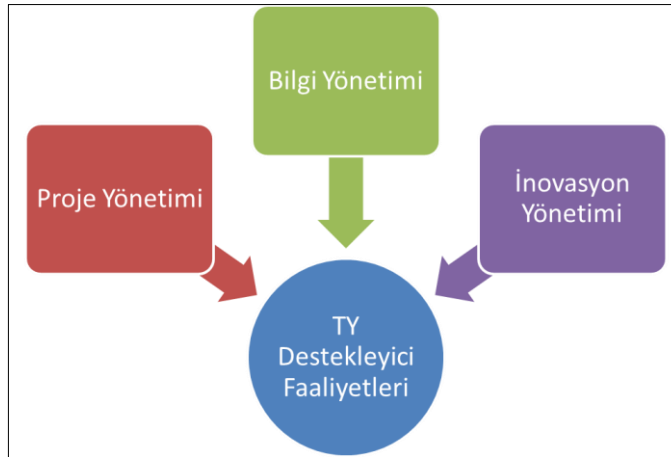 Bilgi Yönetimi
Proje Yönetimi
İnovasyon
Yönetimi
TY
Destekleyici
Faaliyetleri